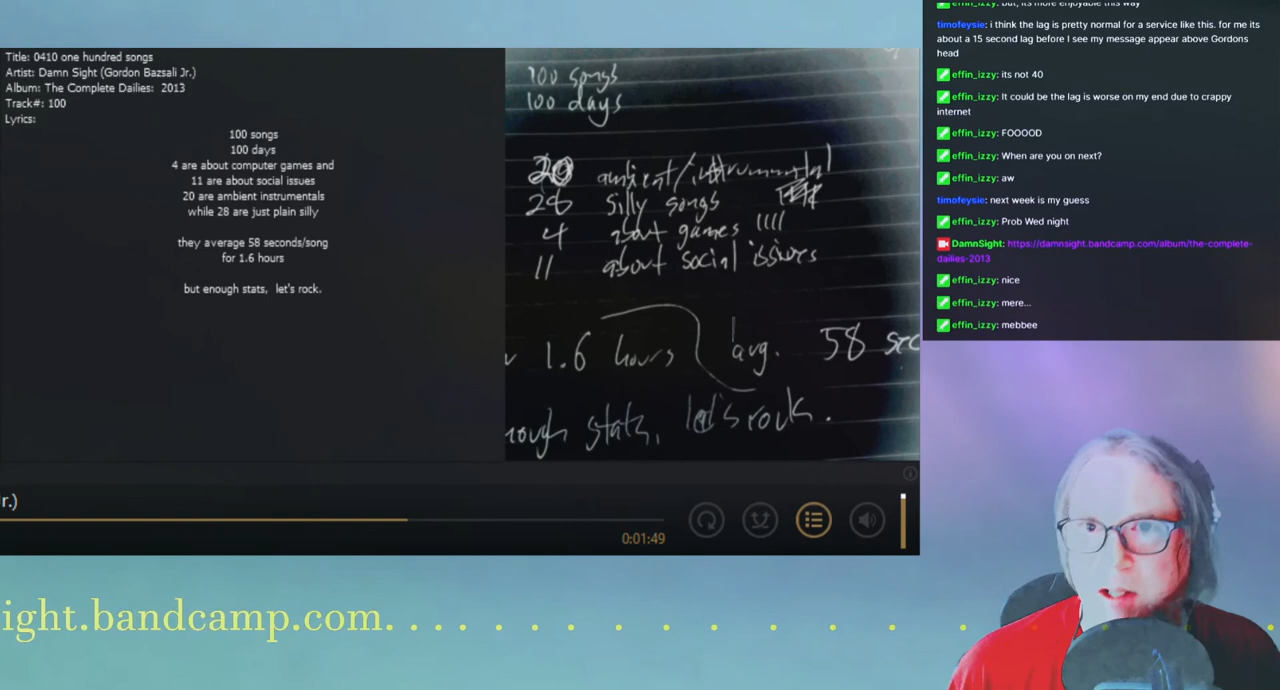 Title: 0410 one hundred songs
Artist: Damn Sight (Gordon Bazsali Jr.)
Album: The Complete Dailies: 2013
Track#: 100
Lyrics:
100 songs
100 days
4 are about computer games and
11 are about social issues
20 are ambient instrumentals
while 28 are just plain silly
they average 58 seconds/song
for 1.6 hours
but enough stats, let's rock.
100 songs
100 days
20 ambient/instrumental
28 silly songs
4 about games ||||
11 about social issues
1.6 hours avg. 58 sec
stats, let's rock.
r.)
0:01:49
ight.bandcamp.com. . . . . . . . . . . . . . .
effin_izzy: but, its more enjoyable this way
timofeysie: i think the lag is pretty normal for a service like this. for me its
about a 15 second lag before I see my message appear above Gordons
head
effin_izzy: its not 40
effin_izzy: It could be the lag is worse on my end due to crappy
internet
effin_izzy: FOOOOD
effin_izzy: When are you on next?
effin_izzy: aw
timofeysie: next week is my guess
effin_izzy: Prob Wed night
DamnSight: https://damnsight.bandcamp.com/album/the-complete-
dailies-2013
effin_izzy: nice
effin_izzy: mere...
effin_izzy: mebbee